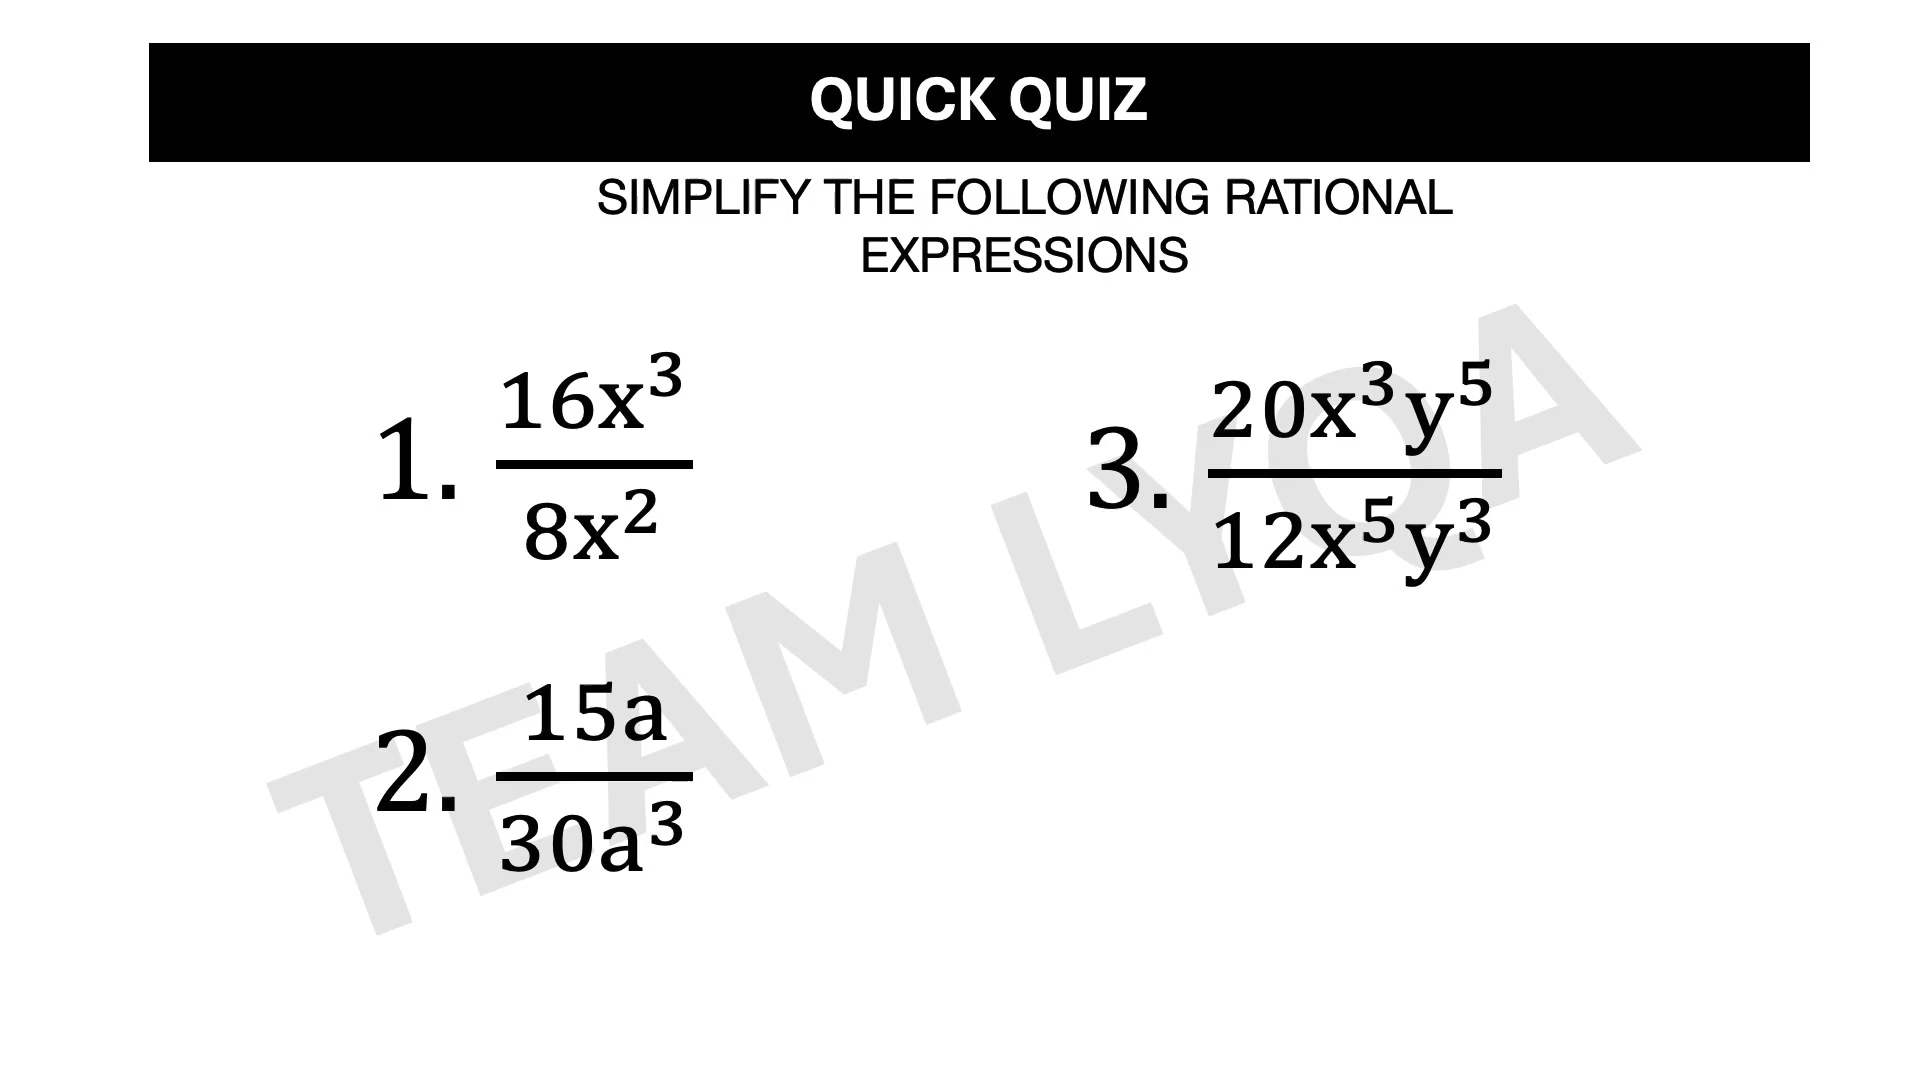 QUICK QUIZ
SIMPLIFY THE FOLLOWING RATIONAL
EXPRESSIONS
1. 16x³
8x²
2. 15a
30a³
3. 20x³y⁵
12x⁵y³
TEAM LYQA